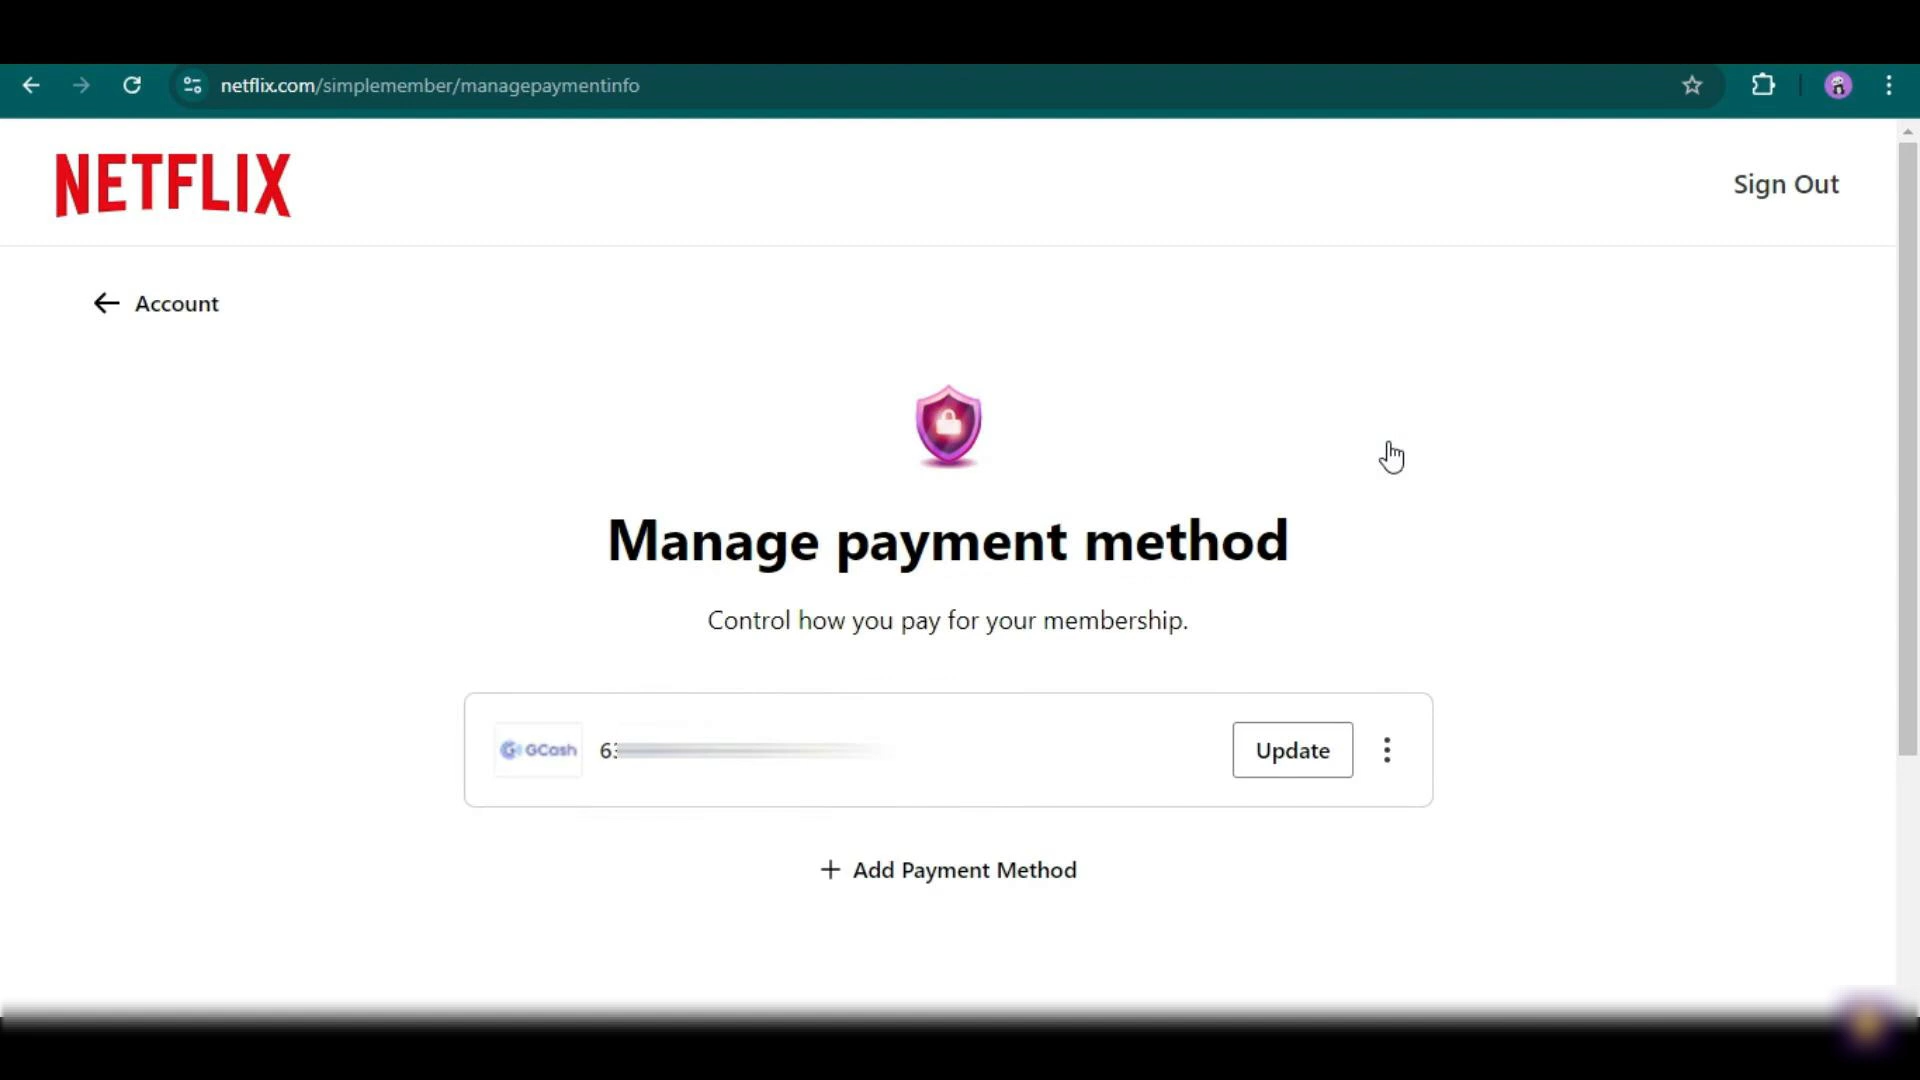 netflix.com/simplemember/managepaymentinfo
NETFLIX
Sign Out
Account
Manage payment method
Control how you pay for your membership.
GCash
Update
Add Payment Method